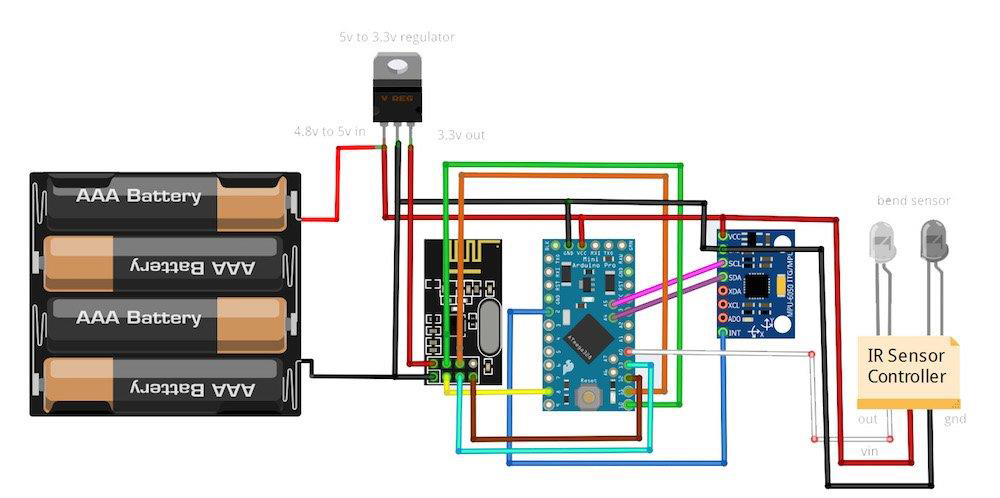 5v to 3.3v regulator
V REG
4.8v to 5v in
3.3v out
AAA Battery
AAA Battery
AAA Battery
AAA Battery
bend sensor
GND VCC RXI TXO
Mini
Arduino Pro
ATmega328
Reset
VCC
SCL
SDA
XDA
XCL
ADO
INT
MPU-6050 ITG/MPU
IR Sensor
Controller
out
gnd
vin